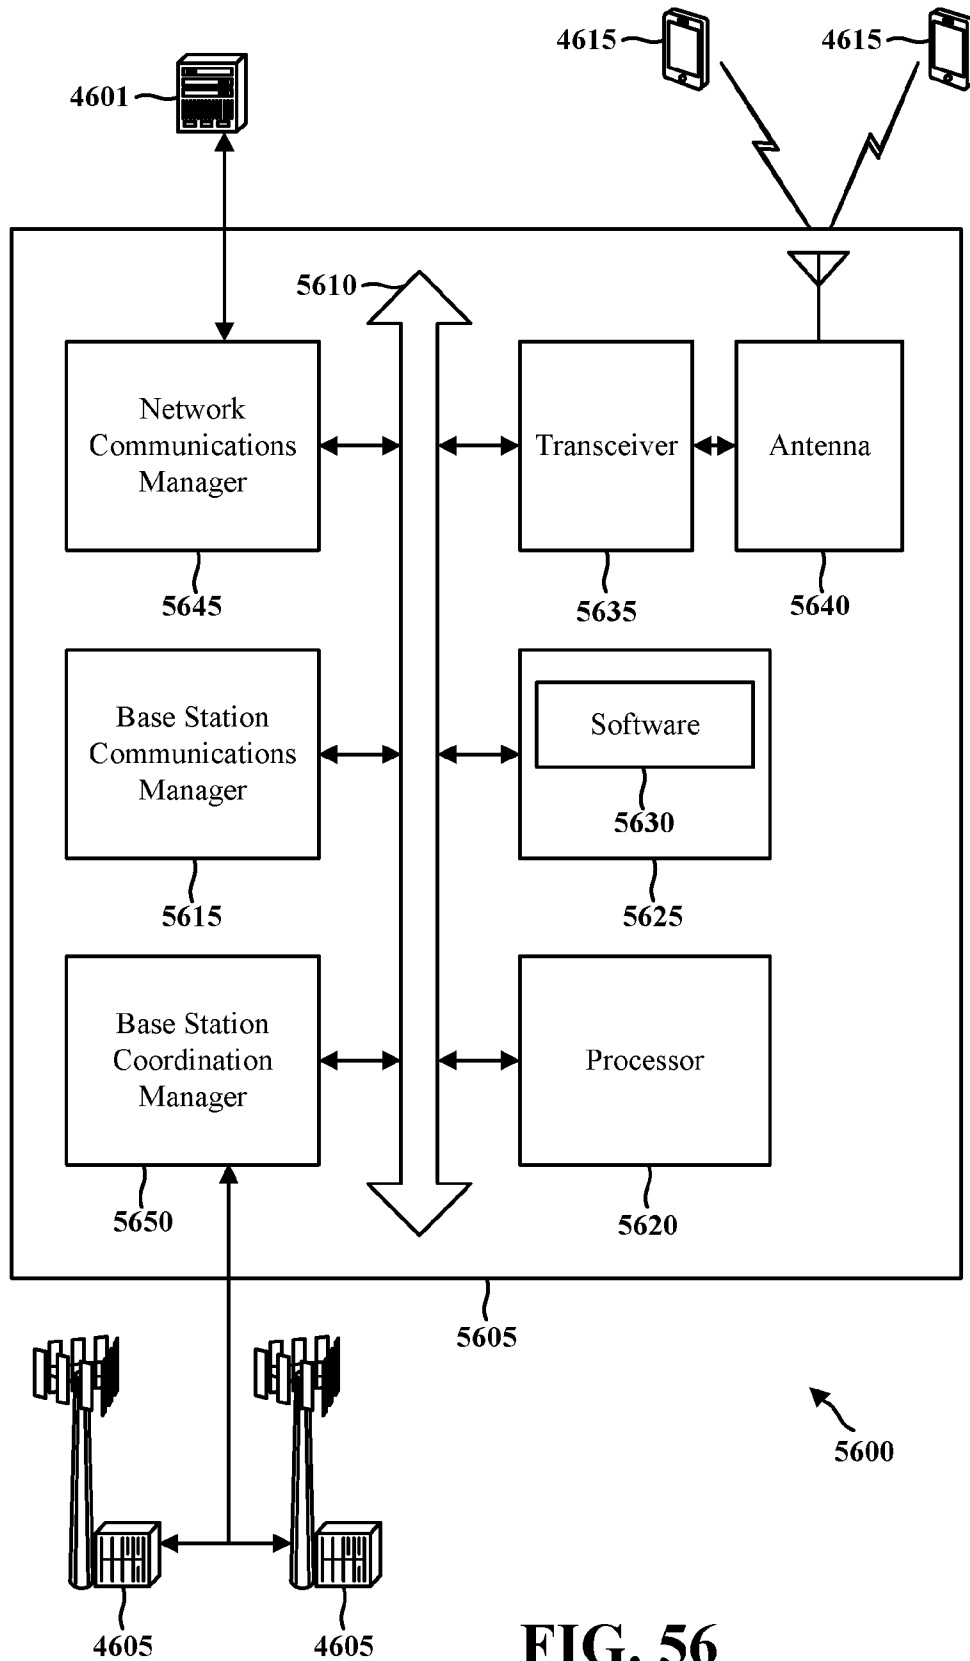 4615
4615
4601
5610
Network
Communications
Manager
Transceiver
Antenna
5645
5635
5640
Base Station
Communications
Manager
Software
5630
5615
5625
Base Station
Coordination
Manager
Processor
5650
5620
5605
5600
4605
4605
FIG. 56